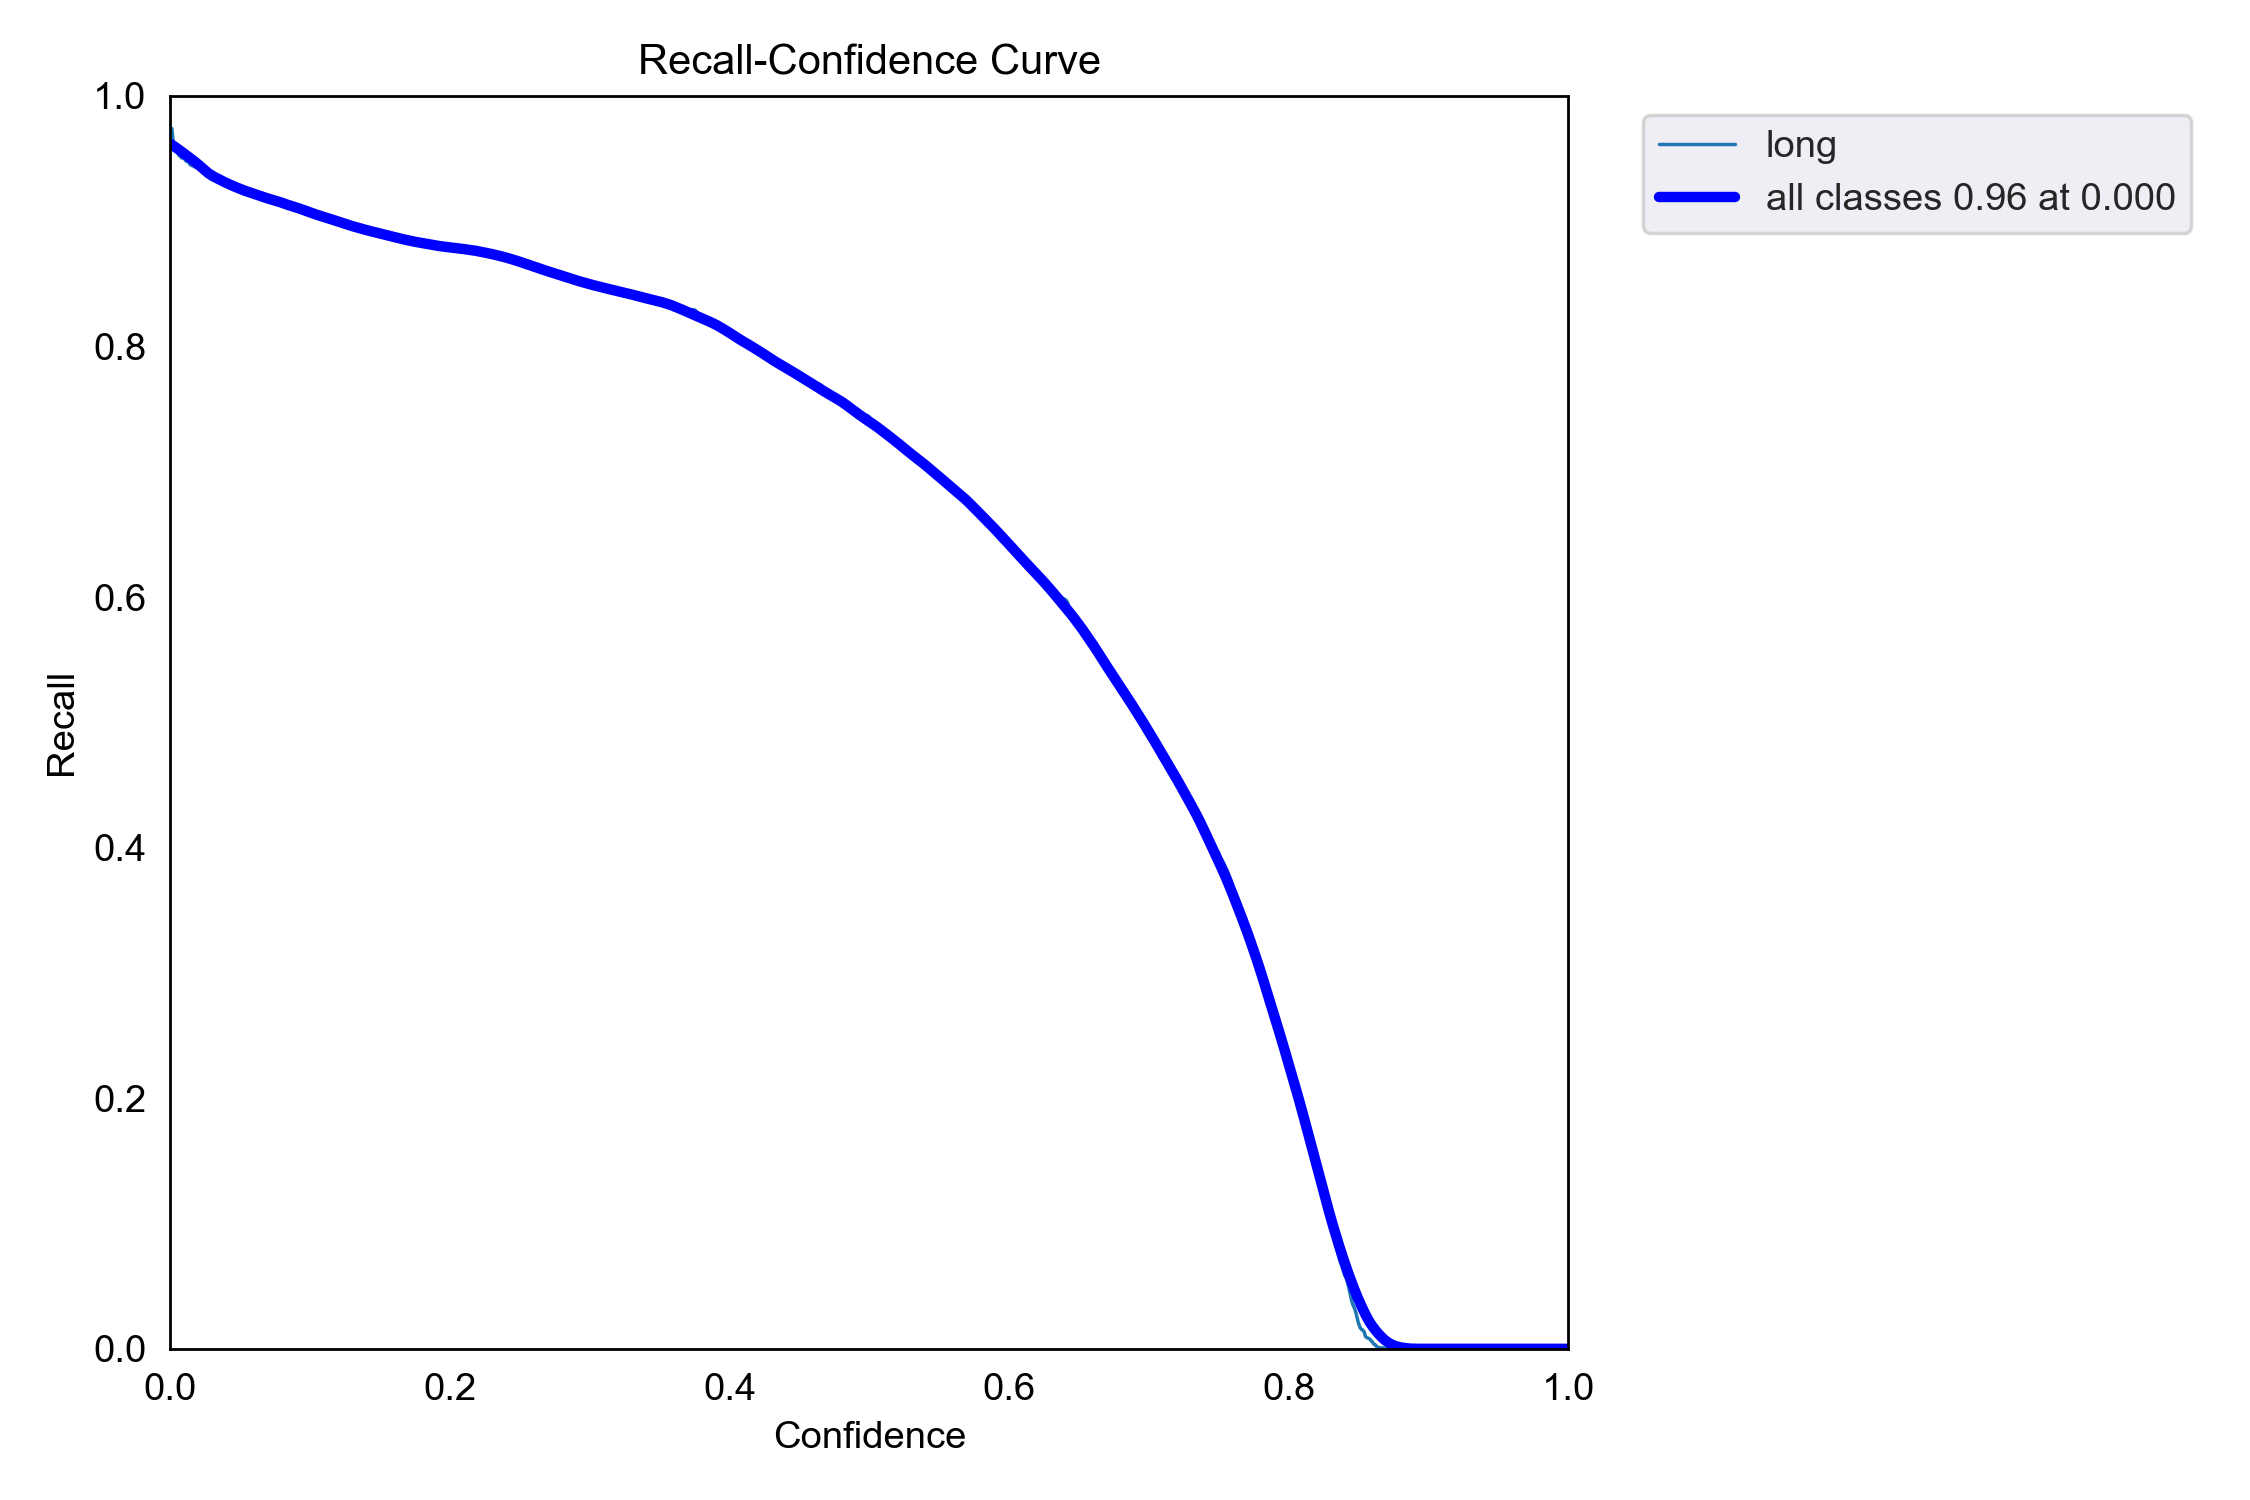 Recall-Confidence Curve
1.0
0.8
0.6
0.4
0.2
0.0
Recall
0.0 0.2 0.4 0.6 0.8 1.0
Confidence
long
all classes 0.96 at 0.000